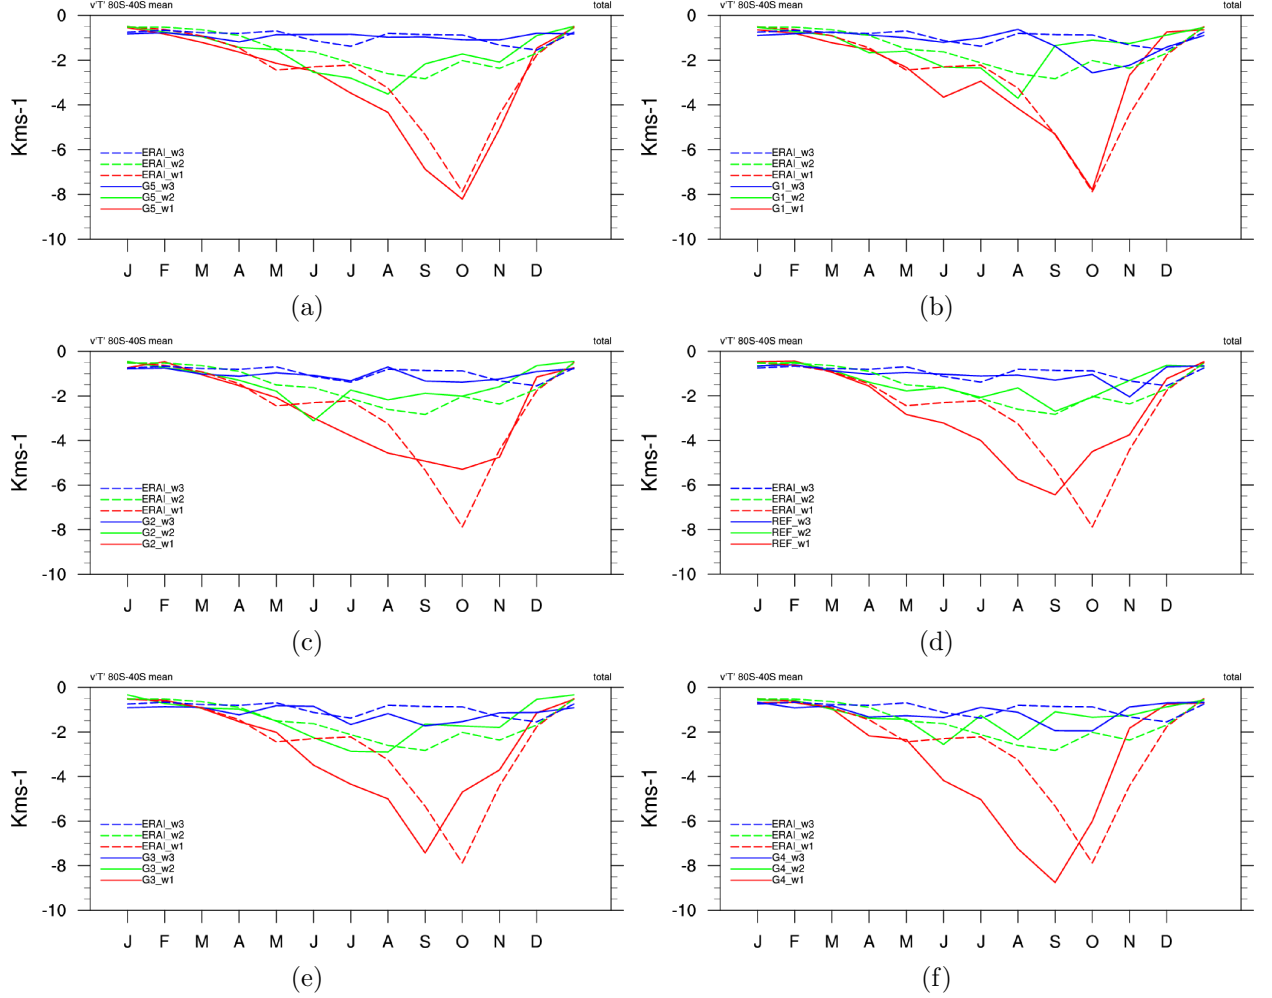 v'T' 80S-40S mean total
Kms-1
0
-2
-4
-6
-8
-10
ERAI_w3
ERAI_w2
ERAI_w1
G5_w3
G5_w2
G5_w1
J F M A M J J A S O N D
(a)
v'T' 80S-40S mean total
Kms-1
0
-2
-4
-6
-8
-10
ERAI_w3
ERAI_w2
ERAI_w1
G1_w3
G1_w2
G1_w1
J F M A M J J A S O N D
(b)
v'T' 80S-40S mean total
Kms-1
0
-2
-4
-6
-8
-10
ERAI_w3
ERAI_w2
ERAI_w1
G2_w3
G2_w2
G2_w1
J F M A M J J A S O N D
(c)
v'T' 80S-40S mean total
Kms-1
0
-2
-4
-6
-8
-10
ERAI_w3
ERAI_w2
ERAI_w1
REF_w3
REF_w2
REF_w1
J F M A M J J A S O N D
(d)
v'T' 80S-40S mean total
Kms-1
0
-2
-4
-6
-8
-10
ERAI_w3
ERAI_w2
ERAI_w1
G3_w3
G3_w2
G3_w1
J F M A M J J A S O N D
(e)
v'T' 80S-40S mean total
Kms-1
0
-2
-4
-6
-8
-10
ERAI_w3
ERAI_w2
ERAI_w1
G4_w3
G4_w2
G4_w1
J F M A M J J A S O N D
(f)